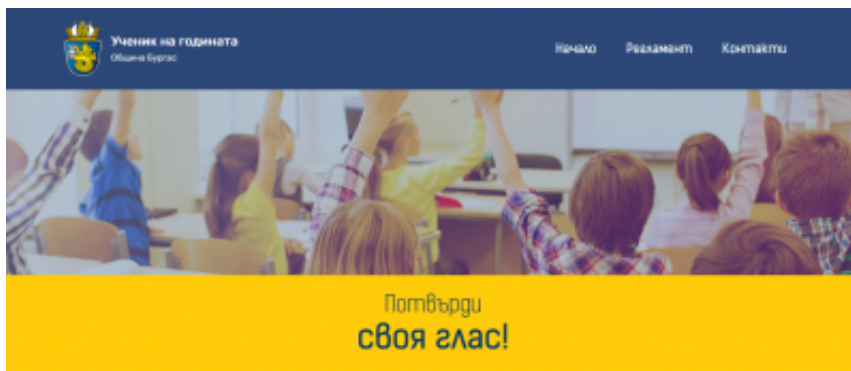 Ученик на годината
Община Бургас
Начало Регламент Контакти
Потвърди
своя глас!